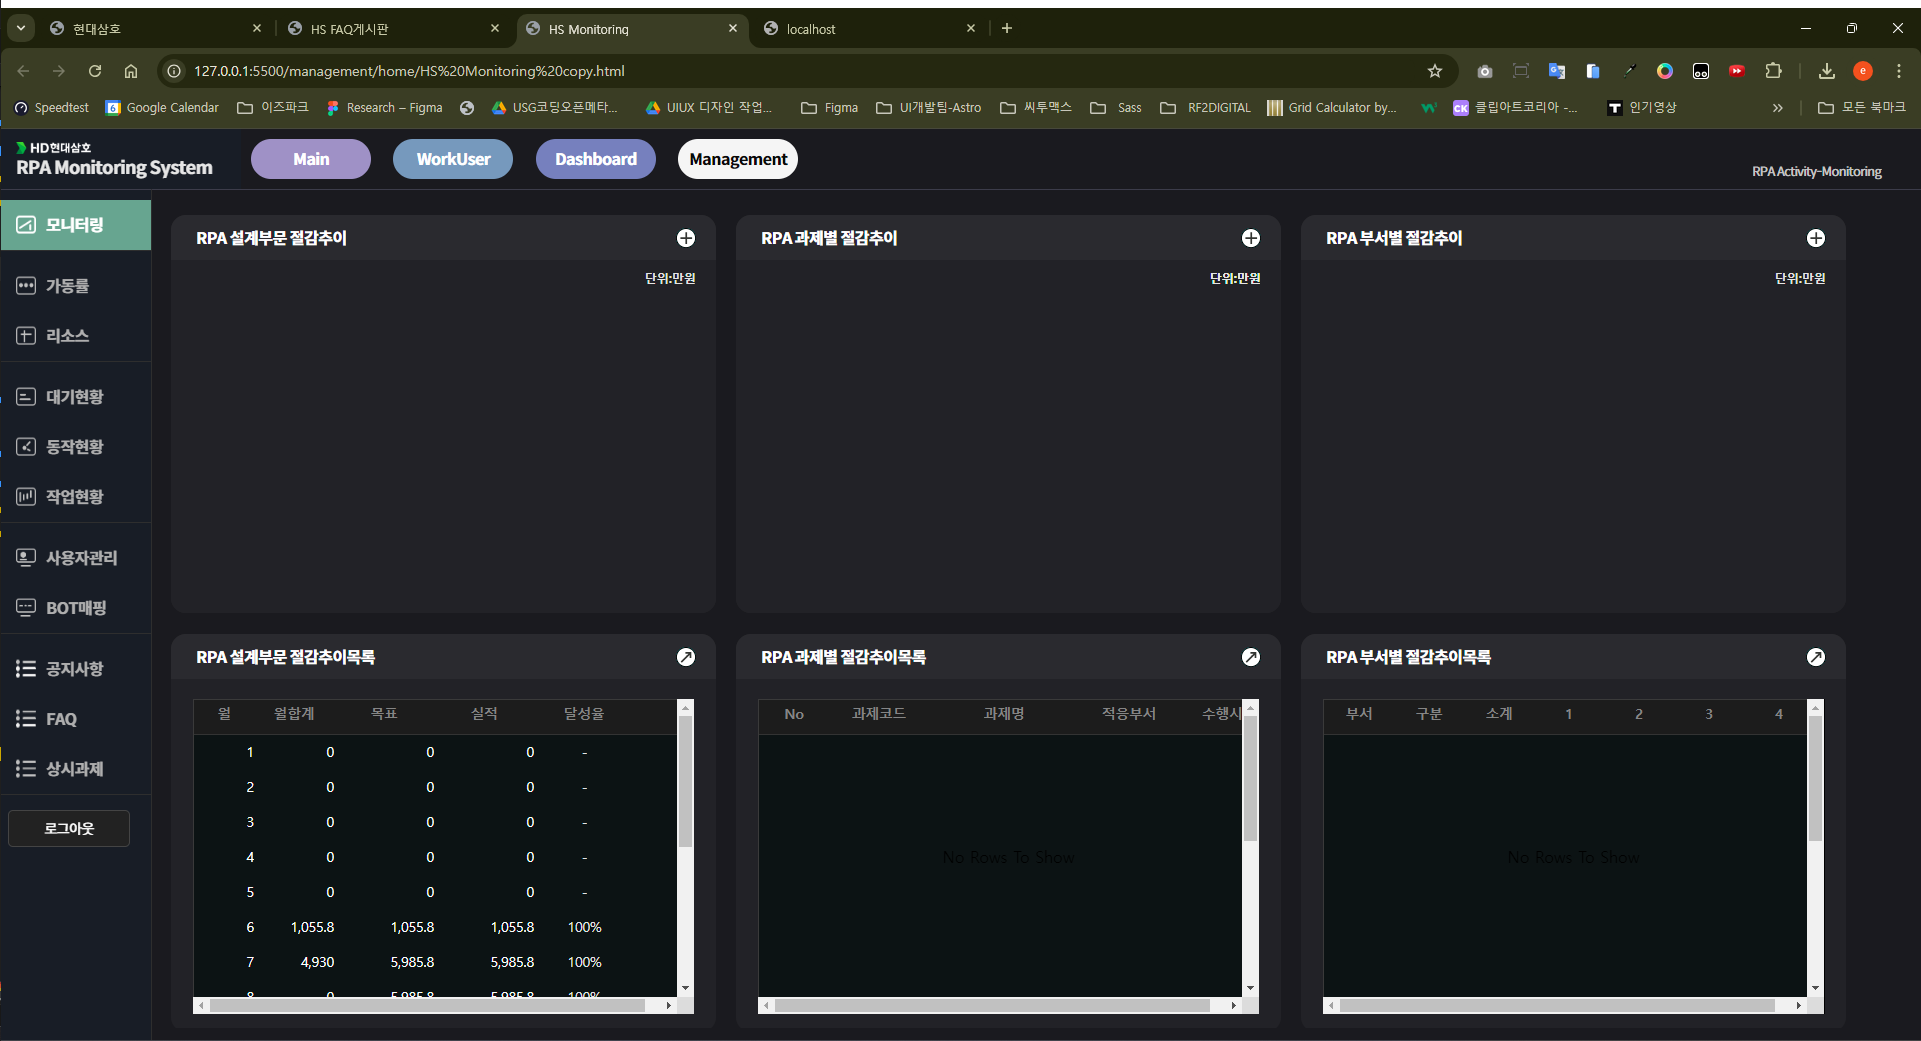 현대삼호
HS FAQ게시판
HS Monitoring
localhost
127.0.0.1:5500/management/home/HS%20Monitoring%20copy.html
e
Speedtest
6 Google Calendar
이즈파크
Research – Figma
USG코딩오픈메타...
UIUX 디자인 작업...
Figma
UI개발팀-Astro
씨투맥스
Sass
RF2DIGITAL
Grid Calculator by...
CK 클립아트코리아 -...
T 인기영상
모든 북마크
HD현대삼호
RPA Monitoring System
Main
WorkUser
Dashboard
Management
RPA Activity-Monitoring
모니터링
가동률
리소스
대기현황
동작현황
작업현황
사용자관리
BOT매핑
공지사항
FAQ
상시과제
로그아웃
RPA 설계부문 절감추이
단위:만원
RPA 과제별 절감추이
단위:만원
RPA 부서별 절감추이
단위:만원
RPA 설계부문 절감추이목록
월 월합계 목표 실적 달성율
1 0 0 0 -
2 0 0 0 -
3 0 0 0 -
4 0 0 0 -
5 0 0 0 -
6 1,055.8 1,055.8 1,055.8 100%
7 4,930 5,985.8 5,985.8 100%
8 0 5,985.8 5,985.8 100%
RPA 과제별 절감추이목록
No 과제코드 과제명 적응부서 수행시
No Rows To Show
RPA 부서별 절감추이목록
부서 구분 소계 1 2 3 4
No Rows To Show